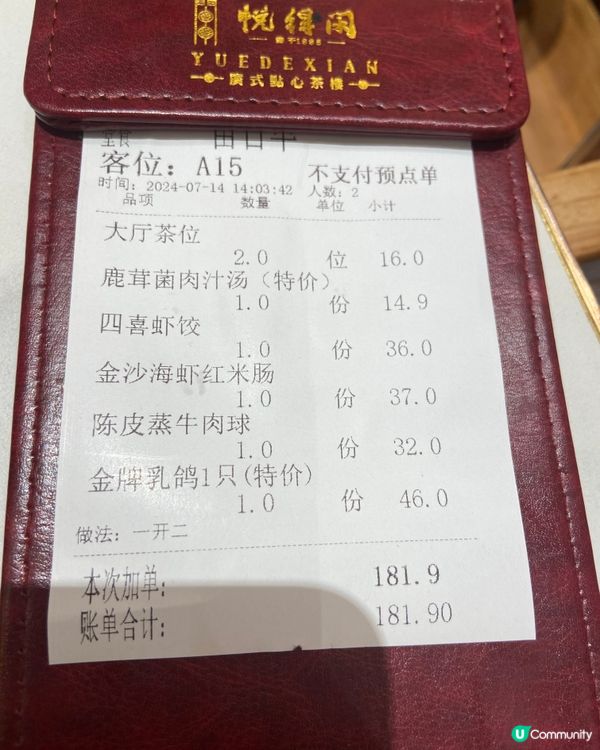 悦得閑
YUEDEXIAN
廣式點心茶樓
堂食
客位: A15 不支付预点单
时间: 2024-07-14 14:03:42 人数: 2
品项 数量 单位 小计
大厅茶位
2.0 位 16.0
鹿茸菌肉汁汤（特价）
1.0 份 14.9
四喜虾饺
1.0 份 36.0
金沙海虾红米肠
1.0 份 37.0
陈皮蒸牛肉球
1.0 份 32.0
金牌乳鸽1只(特价)
1.0 份 46.0
做法: 一开二
本次加单: 181.9
账单合计: 181.90
U Community